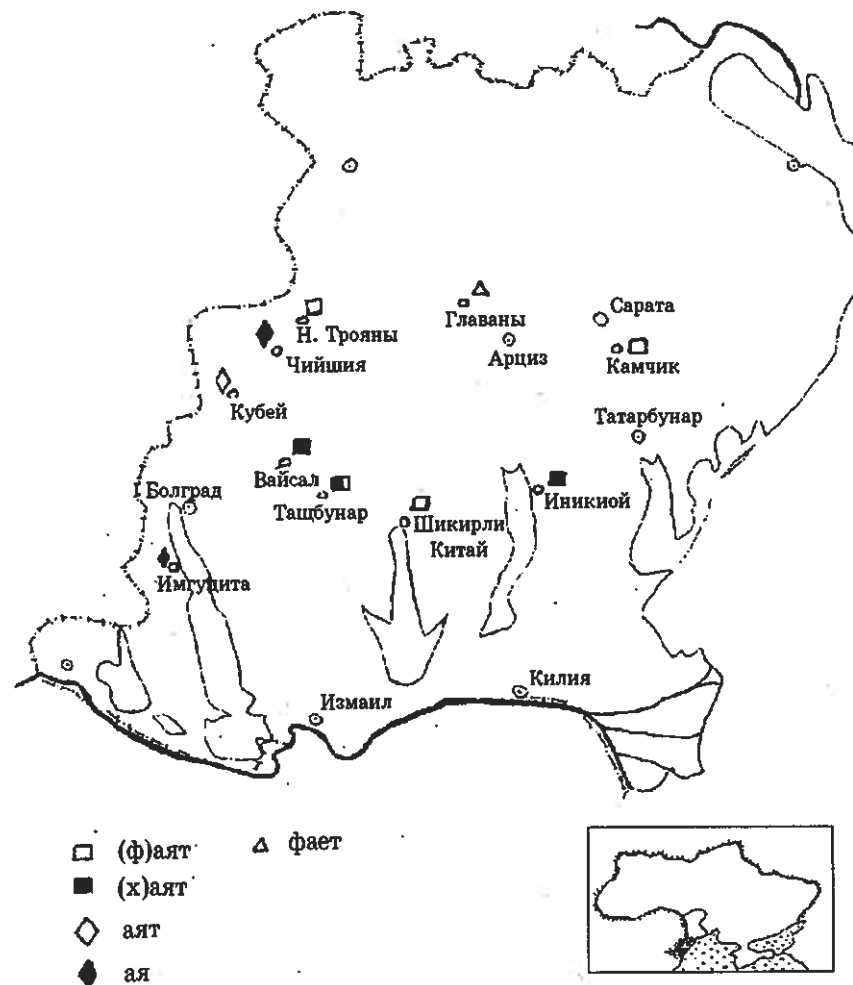 Сарата
Главаны
Н. Трояны
Арциз
Камчик
Чийшия
Кубей
Татарбунар
Вайсал
Болград
Ташбунар
Иникиой
Шикирли
Китай
Имгуцита
Килия
Измаил
(ф)аят
фает
(х)аят
аят
ая